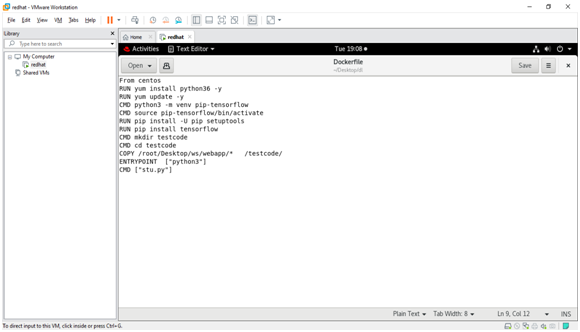 redhat - VMware Workstation
File Edit View VM Tabs Help
Library
Type here to search
My Computer
redhat
Shared VMs
Home
redhat
Activities
Text Editor
Tue 19:08
Open
Dockerfile
Save
From centos
RUN yum install python36 -y
RUN yum update -y
CMD python3 -m venv pip-tensorflow
CMD source pip-tensorflow/bin/activate
RUN pip install -U pip setuptools
RUN pip install tensorflow
CMD mkdir testcode
CMD cd testcode
COPY /root/Desktop/ws/webapp/* /testcode/
ENTRYPOINT ["python3"]
CMD ["stu.py"]
Plain Text
Tab Width: 8
Ln 9, Col 12
INS
To direct input to this VM, click inside or press Ctrl+G.